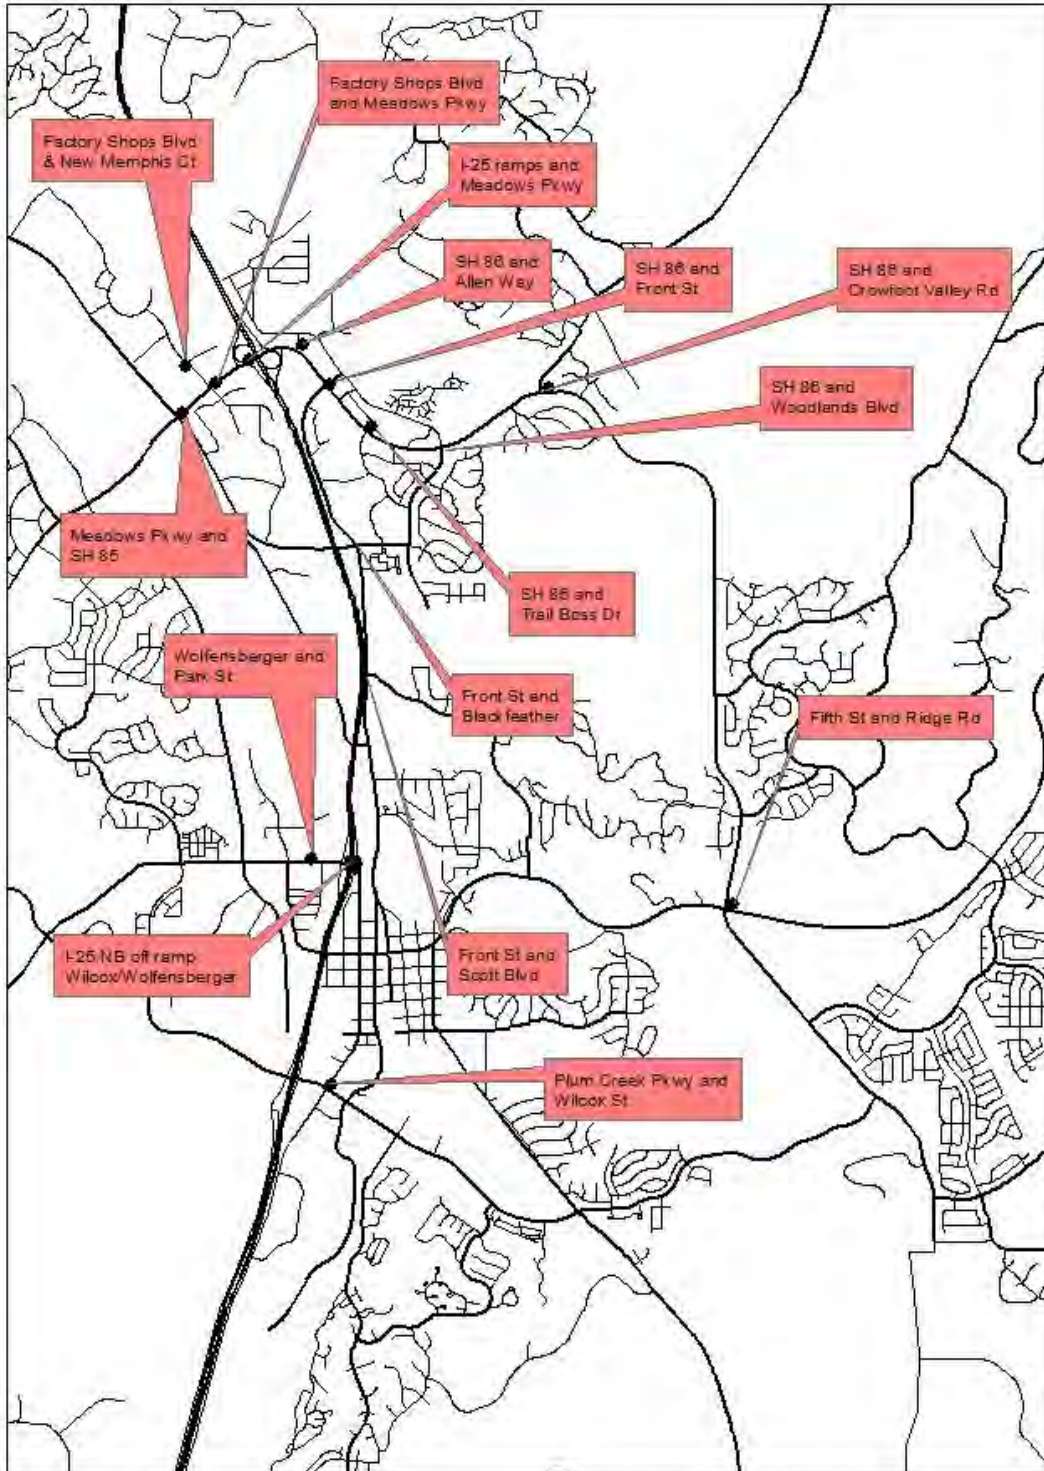 Factory Shops Blvd
and Meadows Pkwy
Factory Shops Blvd
& New Memphis Ct
I-25 ramps and
Meadows Pkwy
SH 86 and
Allen Way
SH 86 and
Front St
SH 86 and
Crowfoot Valley Rd
SH 86 and
Woodlands Blvd
Meadows Pkwy and
SH 85
SH 86 and
Trail Boss Dr
Wolfensberger and
Park St
Front St and
Blackfeather
Fifth St and Ridge Rd
I-25 NB off ramp
Wilcox/Wolfensberger
Front St and
Scott Blvd
Plum Creek Pkwy and
Wilcox St